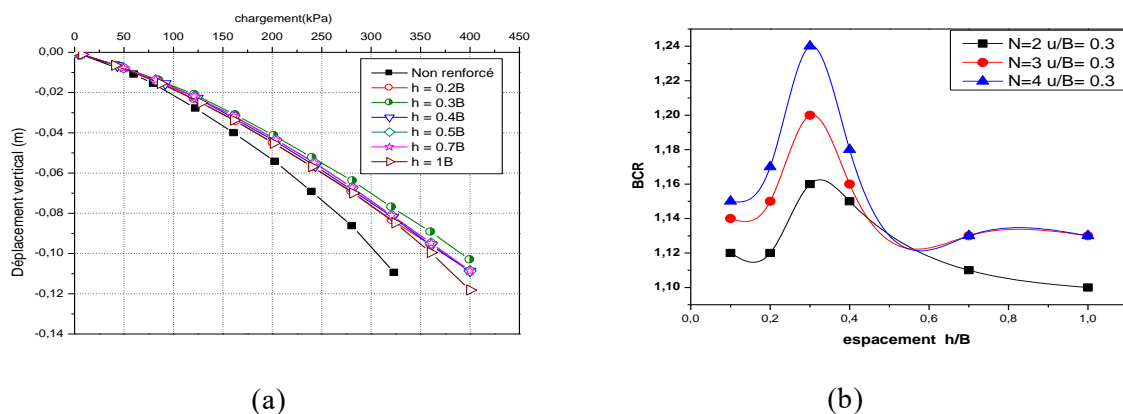 chargement(kPa)
0 50 100 150 200 250 300 350 400 450
0,00
-0,02
-0,04
-0,06
-0,08
-0,10
-0,12
-0,14
Déplacement vertical (m)
Non renforcé
h = 0.2B
h = 0.3B
h = 0.4B
h = 0.5B
h = 0.7B
h = 1B
(a)
1,24
1,22
1,20
1,18
1,16
1,14
1,12
1,10
BCR
N=2 u/B= 0.3
N=3 u/B= 0.3
N=4 u/B= 0.3
0,0 0,2 0,4 0,6 0,8 1,0
espacement h/B
(b)